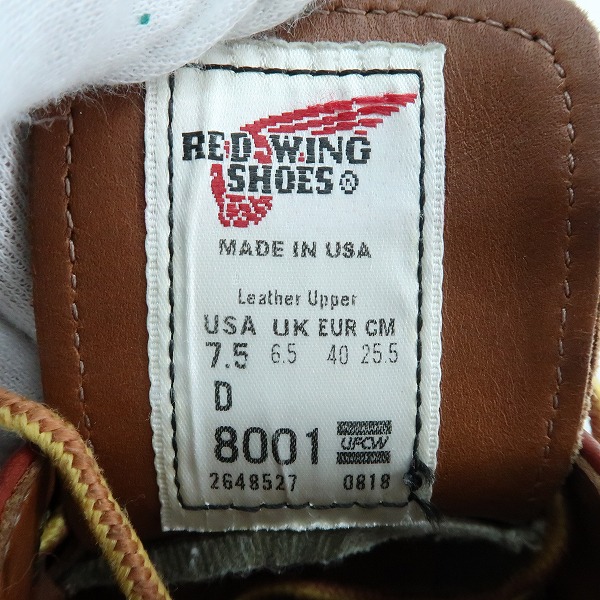 RED WING
SHOES®
MADE IN USA
Leather Upper
USA UK EUR CM
7.5 6.5 40 25.5
D
8001 UFCW
2648527 0818